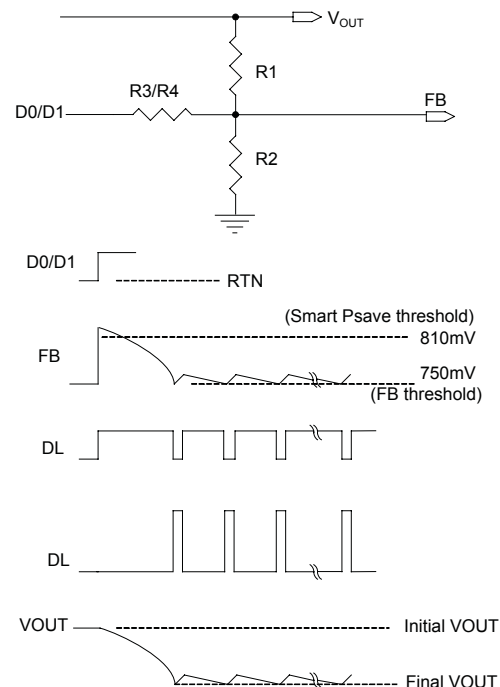 V_OUT
R1
R3/R4
D0/D1
FB
R2
D0/D1
RTN
(Smart Psave threshold)
810mV
FB
750mV
(FB threshold)
DL
DL
VOUT
Initial VOUT
Final VOUT